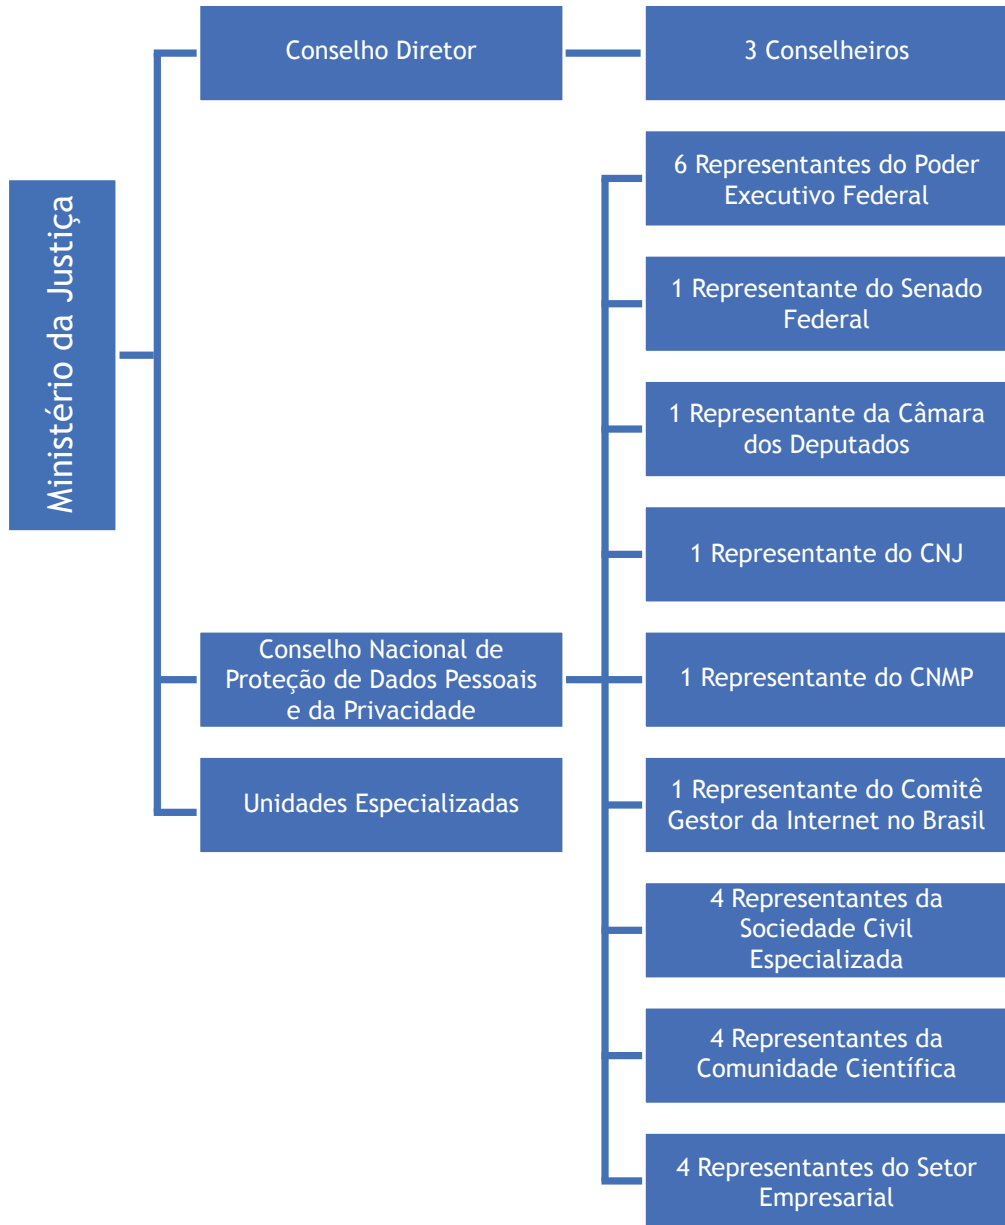 Ministério da Justiça
Conselho Diretor
3 Conselheiros
Conselho Nacional de
Proteção de Dados Pessoais
e da Privacidade
6 Representantes do Poder
Executivo Federal
1 Representante do Senado
Federal
1 Representante da Câmara
dos Deputados
1 Representante do CNJ
1 Representante do CNMP
1 Representante do Comitê
Gestor da Internet no Brasil
4 Representantes da
Sociedade Civil
Especializada
4 Representantes da
Comunidade Científica
4 Representantes do Setor
Empresarial
Unidades Especializadas